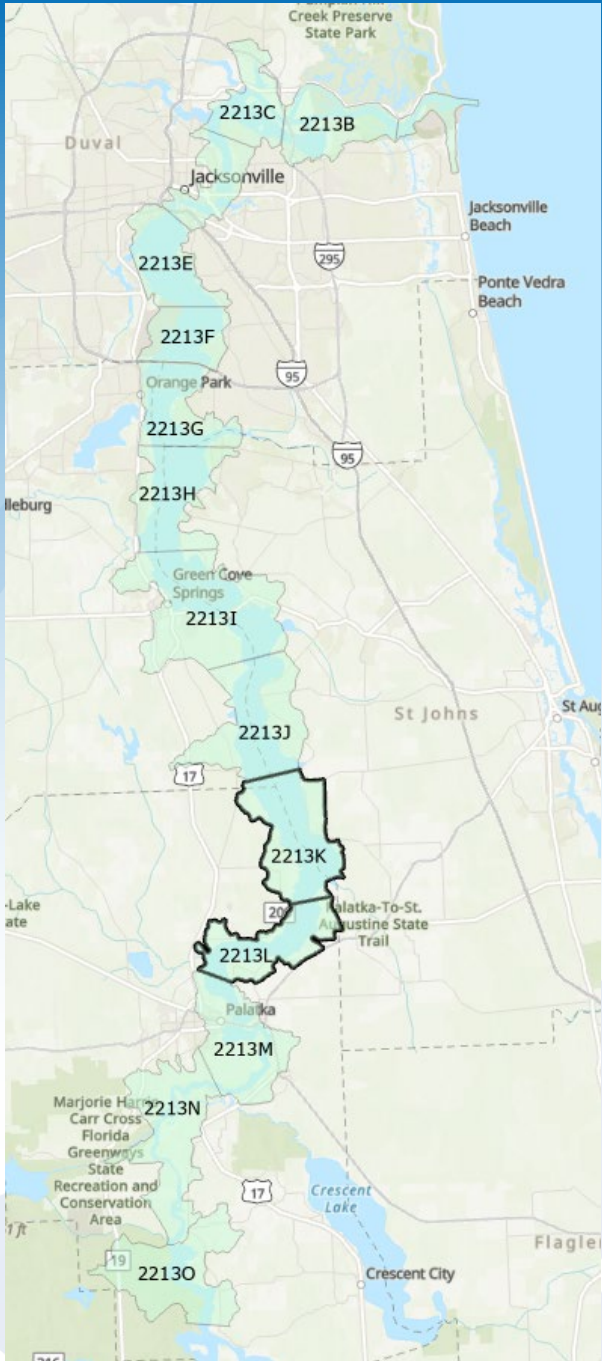 Creek Preserve
State Park
2213C
2213B
Duval
Jacksonville
Jacksonville
Beach
2213E
295
Ponte Vedra
Beach
2213F
95
Orange Park
2213G
95
2213H
lleburg
Green Cove
Springs
2213I
St Johns
St Aug
2213J
17
2213K
-Lake
ate
20
Palatka-To-St.
Augustine State
Trail
2213L
Palatka
2213M
Marjorie Harris
Carr Cross
Florida
Greenways
State
Recreation and
Conservation
Area
2213N
17
Crescent
Lake
1 ft
Flagler
19
2213O
Crescent City